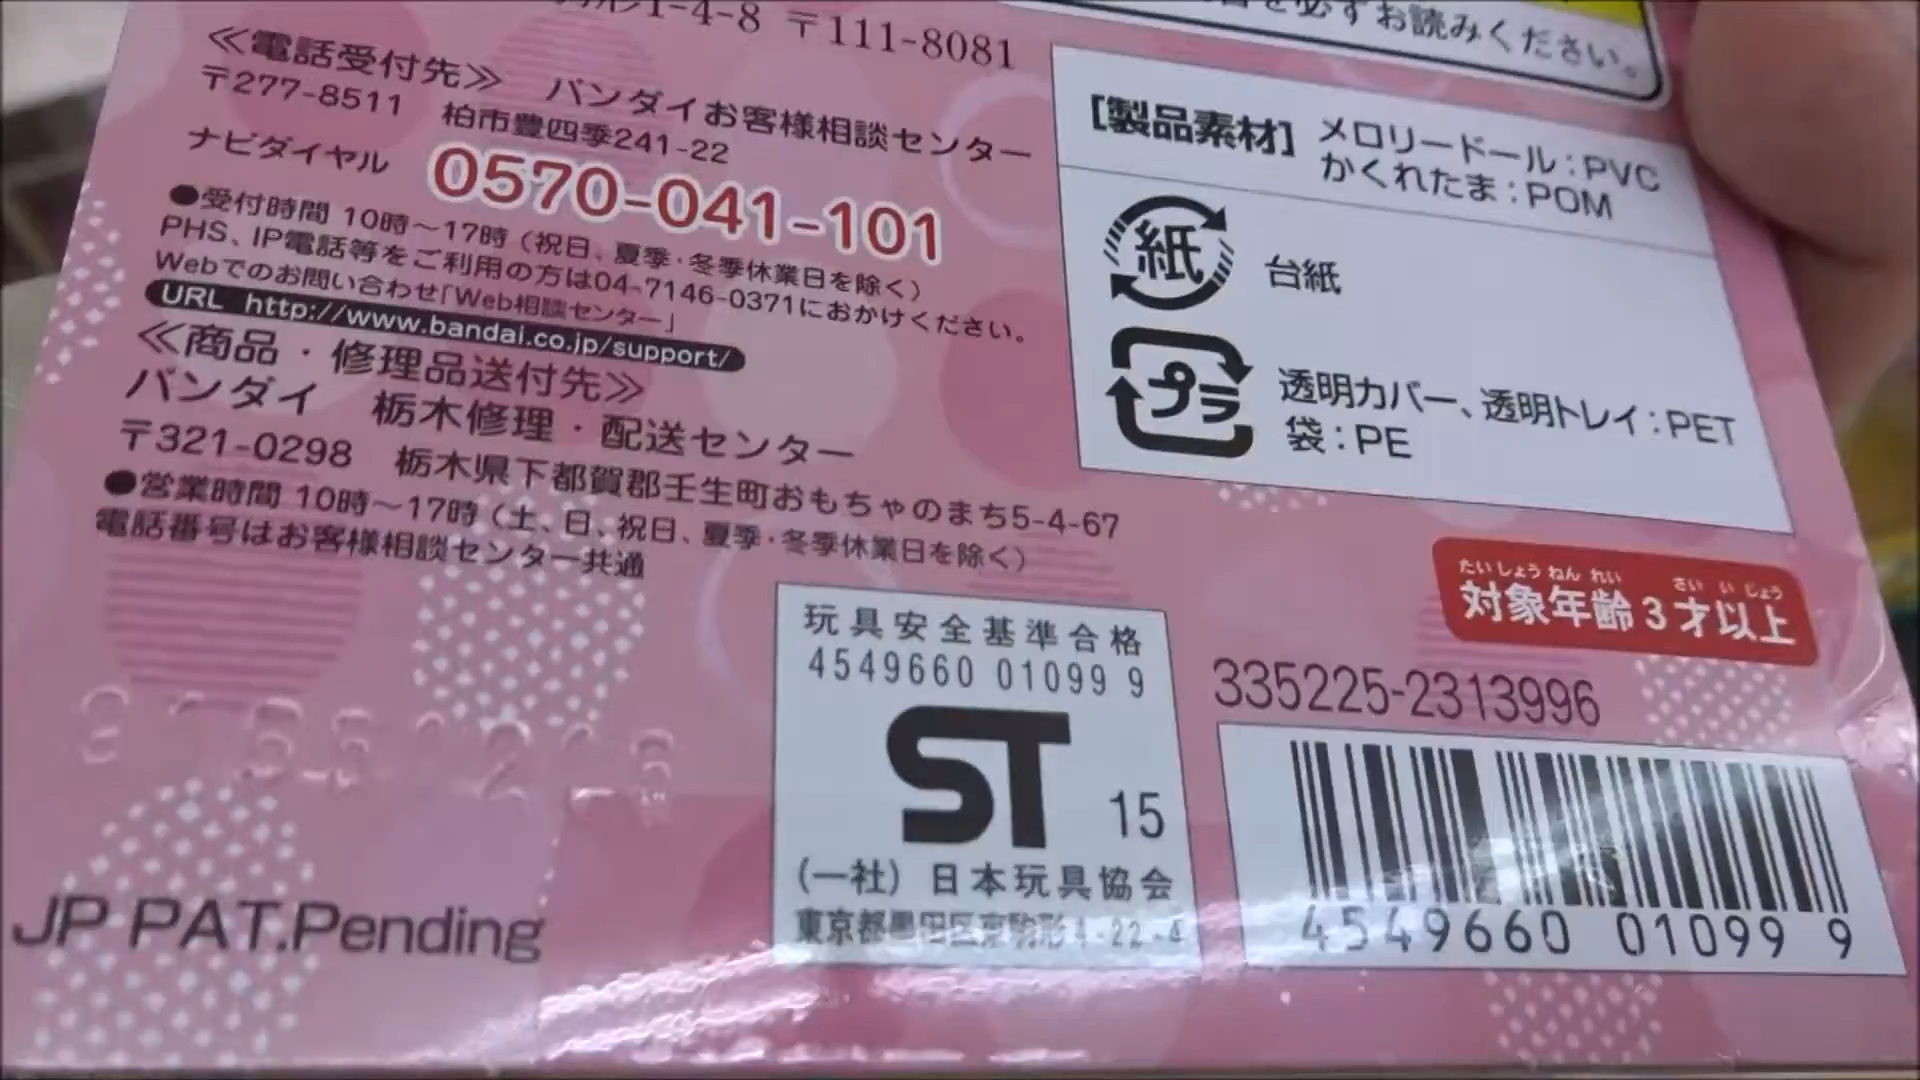 1-4-8 〒111-8081
≪電話受付先≫ バンダイお客様相談センター
〒277-8511 柏市豊四季241-22
ナビダイヤル 0570-041-101
●受付時間 10時～17時（祝日、夏季・冬季休業日を除く）
PHS、IP電話等をご利用の方は04-7146-0371におかけください。
Webでのお問い合わせ「Web相談センター」
URL http://www.bandai.co.jp/support/
≪商品・修理品送付先≫
バンダイ 栃木修理・配送センター
〒321-0298 栃木県下都賀郡壬生町おもちゃのまち5-4-67
●営業時間 10時～17時（土、日、祝日、夏季・冬季休業日を除く）
電話番号はお客様相談センター共通
を必ずお読みください。
［製品素材］ メロリードール：PVC
かくれたま：POM
紙 台紙
プラ 透明カバー、透明トレイ：PET
袋：PE
たいしょうねんれい さいいじょう
対象年齢3才以上
玩具安全基準合格
4549660 01099 9
ST 15
（一社）日本玩具協会
東京都墨田区東駒形4-22-4
335225-2313996
4549660 01099 9
JP PAT.Pending